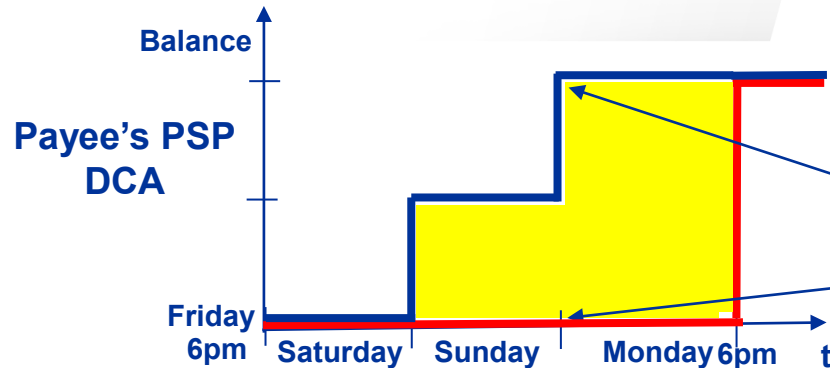 Balance
Payee's PSP
DCA
Friday
6pm
Saturday
Sunday
Monday
6pm
t